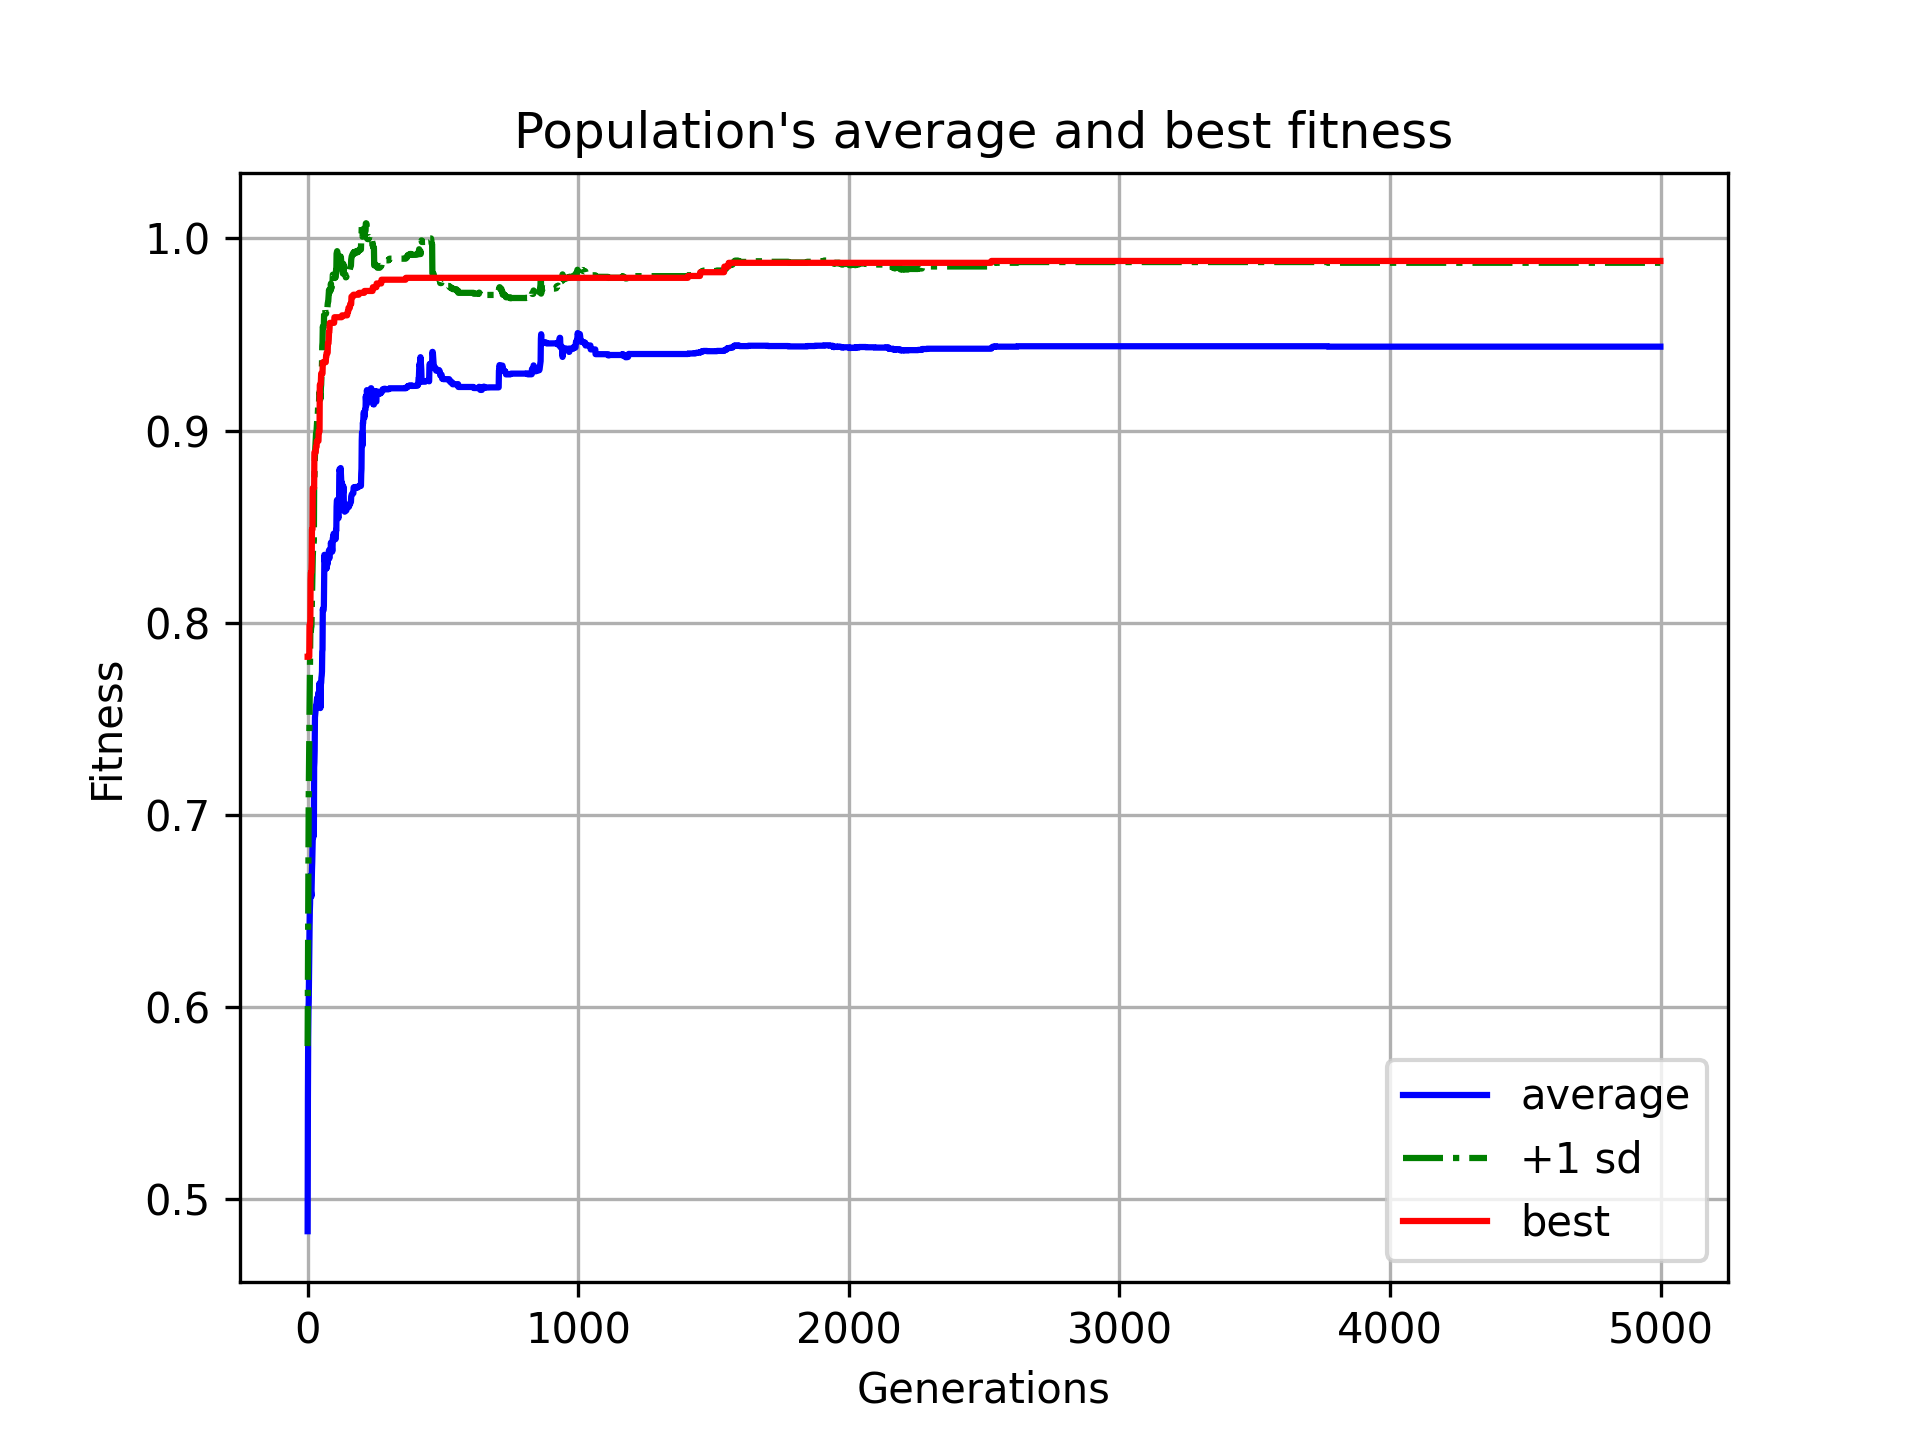 Population's average and best fitness
1.0
0.9
0.8
0.7
0.6
0.5
Fitness
0 1000 2000 3000 4000 5000
Generations
average
+1 sd
best